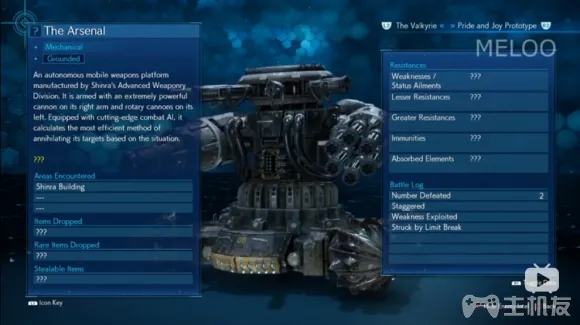 ? The Arsenal
Mechanical
Grounded
An autonomous mobile weapons platform
manufactured by Shinra's Advanced Weaponry
Division. It is armed with an extremely powerful
cannon on its right arm and rotary cannons on its
left. Equipped with cutting-edge combat AI, it
calculates the most efficient method of
annihilating its targets based on the situation.
???
Areas Encountered
Shinra Building
---
---
Items Dropped
???
Rare Items Dropped
???
Stealable Items
???
Icon Key
L2 The Valkyrie Pride and Joy Prototype R2
MELOO
Resistances
Weaknesses / ???
Status Ailments
Lesser Resistances ???
Greater Resistances ???
Immunities ???
Absorbed Elements ???
Battle Log
Number Defeated 2
Staggered
Weakness Exploited
Struck by Limit Break
主机友